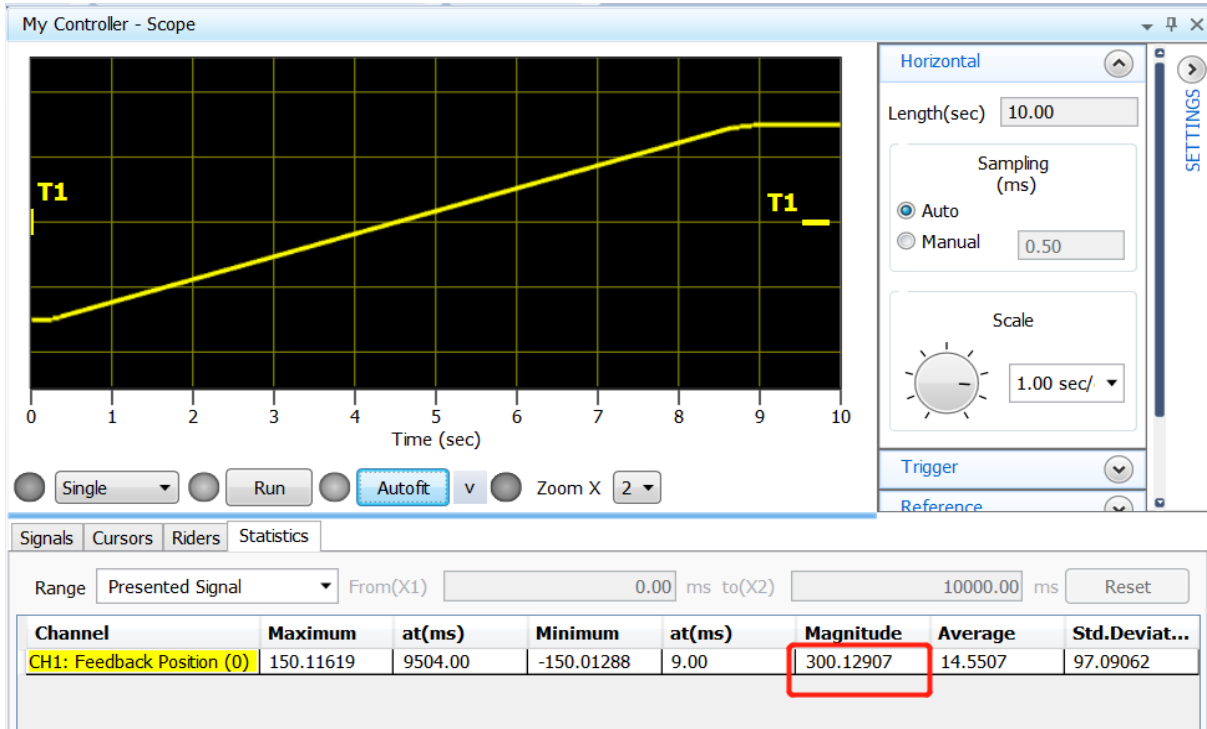 My Controller - Scope
Horizontal
Length(sec) 10.00
SETTINGS
Sampling
(ms)
T1
T1
Auto
Manual 0.50
Scale
1.00 sec/
0 1 2 3 4 5 6 7 8 9 10
Time (sec)
Single Run Autofit v Zoom X 2
Trigger
Reference
Signals Cursors Riders Statistics
Range Presented Signal From(X1) 0.00 ms to(X2) 10000.00 ms Reset
Channel Maximum at(ms) Minimum at(ms) Magnitude Average Std.Deviat...
CH1: Feedback Position (0) 150.11619 9504.00 -150.01288 9.00 300.12907 14.5507 97.09062